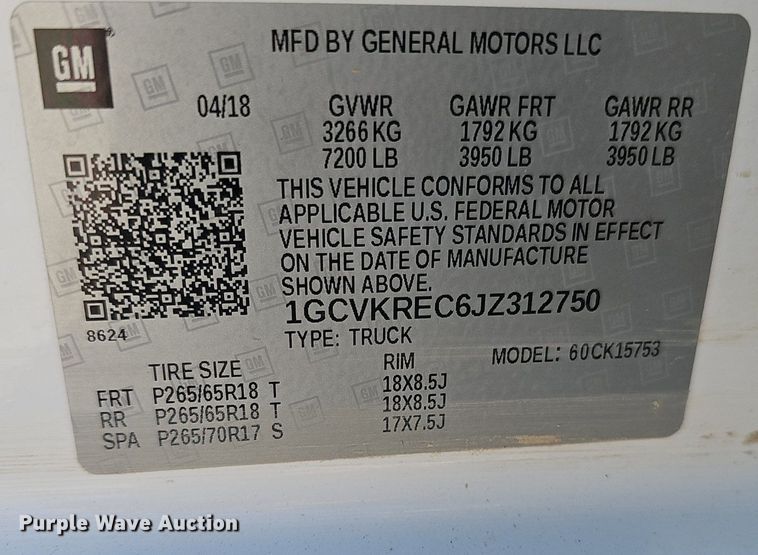 GM
MFD BY GENERAL MOTORS LLC
04/18 GVWR GAWR FRT GAWR RR
3266 KG 1792 KG 1792 KG
7200 LB 3950 LB 3950 LB
THIS VEHICLE CONFORMS TO ALL
APPLICABLE U.S. FEDERAL MOTOR
VEHICLE SAFETY STANDARDS IN EFFECT
ON THE DATE OF MANUFACTURE
SHOWN ABOVE.
1GCVKREC6JZ312750
8624
TYPE: TRUCK MODEL: 60CK15753
TIRE SIZE RIM
FRT P265/65R18 T 18X8.5J
RR P265/65R18 T 18X8.5J
SPA P265/70R17 S 17X7.5J
Purple Wave Auction